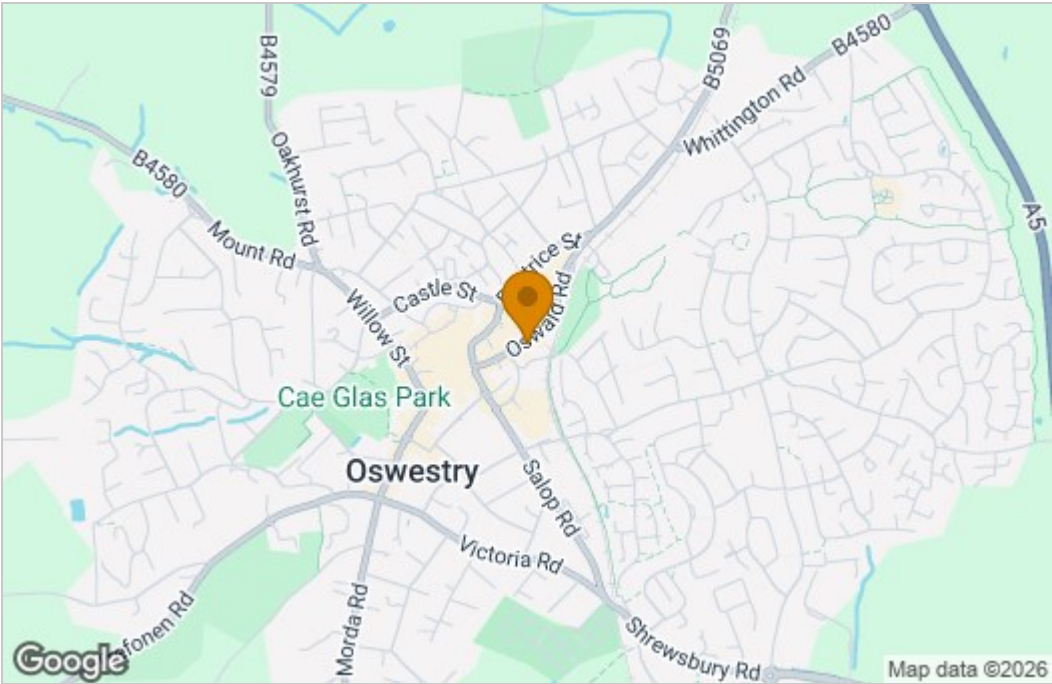 B4579
B5069
B4580
Whittington Rd
Oakhurst Rd
B4580
A5
Mount Rd
Castle St
Willow St
Oswald Rd
Cae Glas Park
Oswestry
Salop Rd
Victoria Rd
Morda Rd
Shrewsbury Rd
Google
Map data ©2026